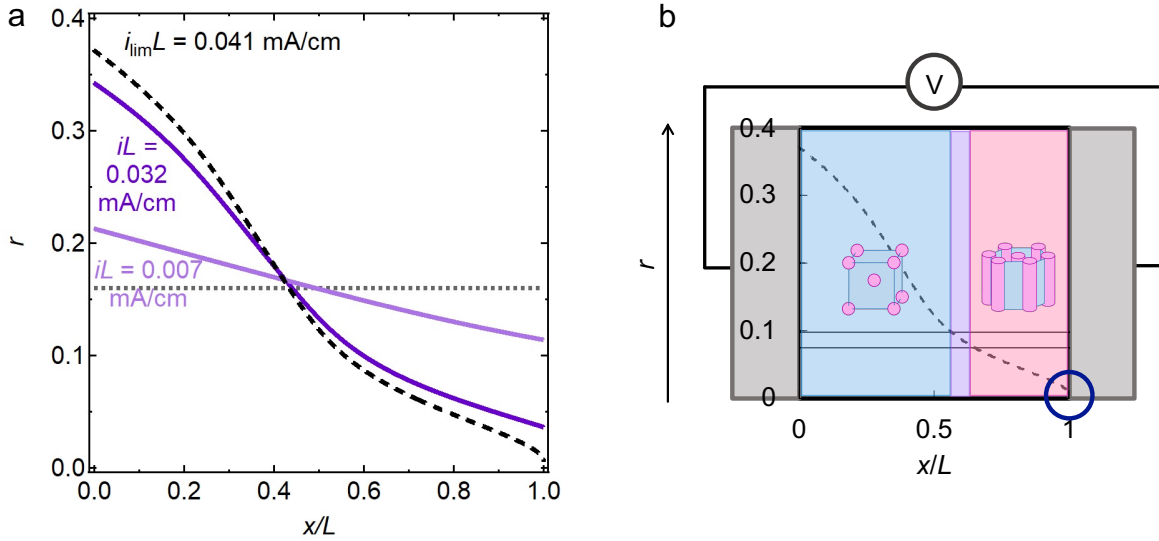 a
i_lim L = 0.041 mA/cm
iL =
0.032
mA/cm
iL = 0.007
mA/cm
r
0.4
0.3
0.2
0.1
0.0
0.0 0.2 0.4 0.6 0.8 1.0
x/L
b
V
r
0.4
0.3
0.2
0.1
0
0 0.5 1
x/L